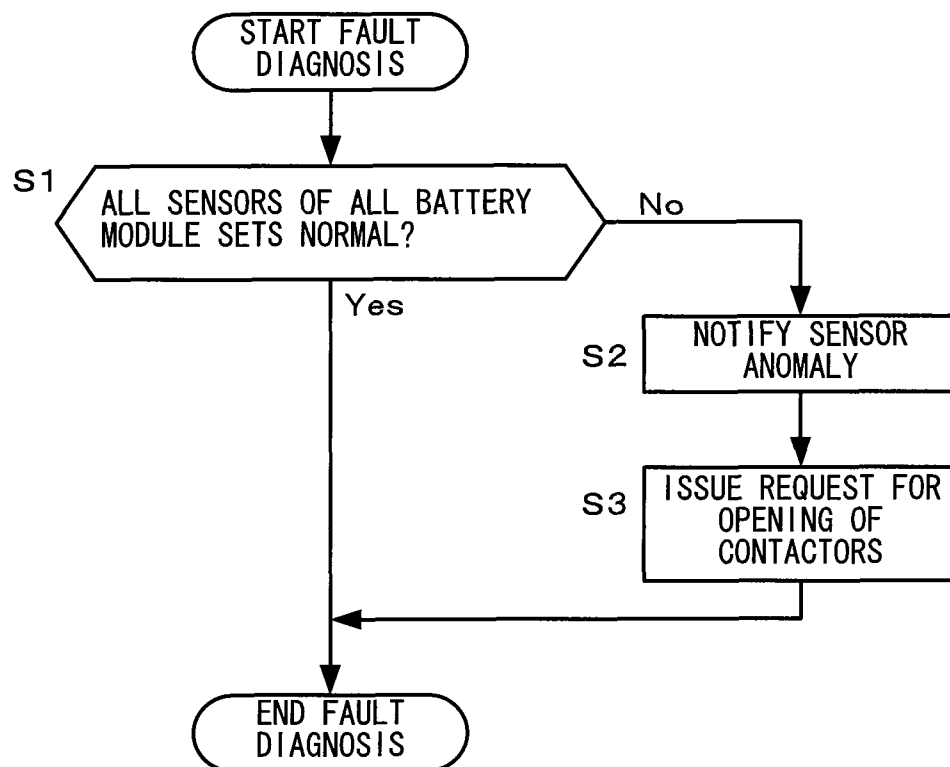 START FAULT
DIAGNOSIS
S1
ALL SENSORS OF ALL BATTERY
MODULE SETS NORMAL?
No
Yes
S2
NOTIFY SENSOR
ANOMALY
S3
ISSUE REQUEST FOR
OPENING OF
CONTACTORS
END FAULT
DIAGNOSIS